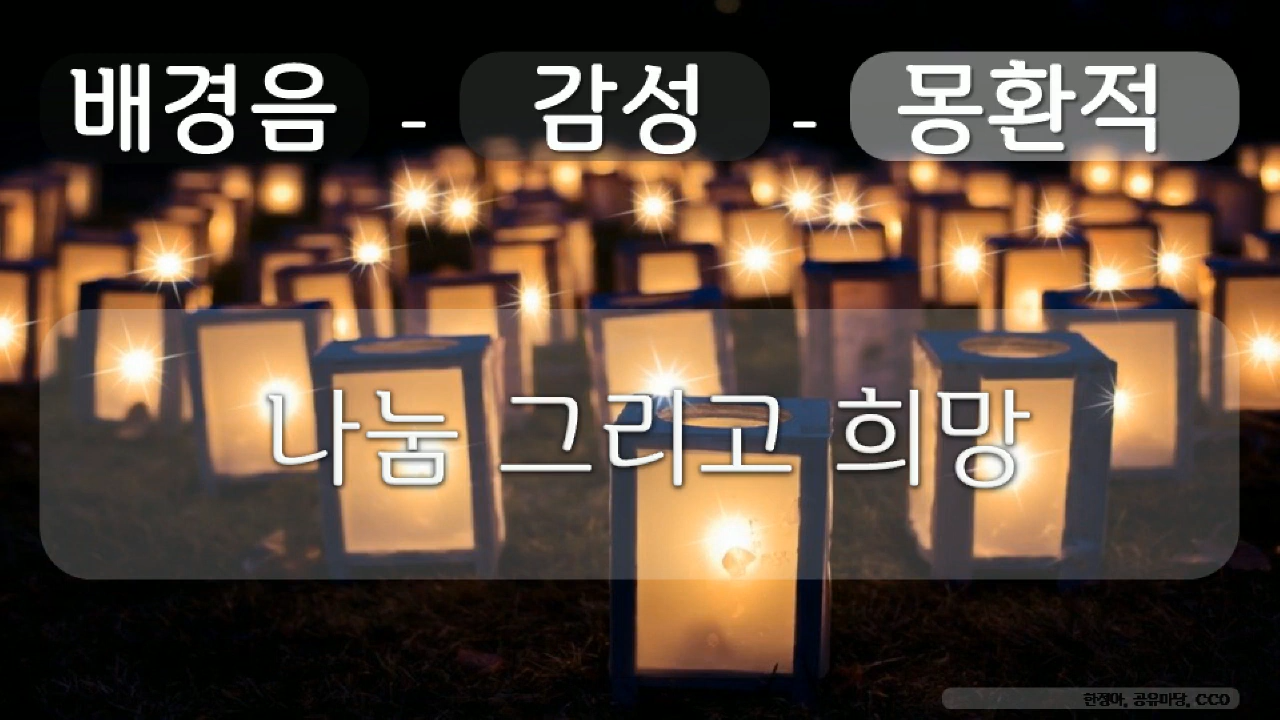 배경음 - 감성 - 몽환적
나눔 그리고 희망
한정아, 공유마당, CC0